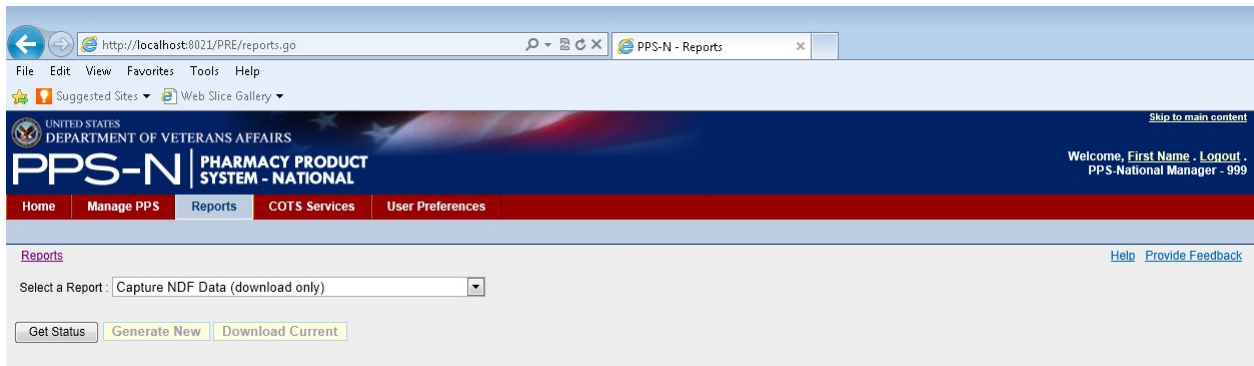 http://localhost:8021/PRE/reports.go
PPS-N - Reports
File Edit View Favorites Tools Help
Suggested Sites Web Slice Gallery
Skip to main content
UNITED STATES
DEPARTMENT OF VETERANS AFFAIRS
PPS-N PHARMACY PRODUCT
SYSTEM - NATIONAL
Welcome, First Name . Logout .
PPS-National Manager - 999
Home Manage PPS Reports COTS Services User Preferences
Reports Help Provide Feedback
Select a Report : Capture NDF Data (download only)
Get Status Generate New Download Current